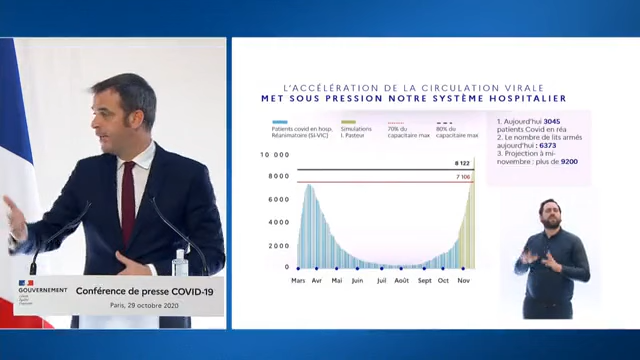 L'ACCÉLÉRATION DE LA CIRCULATION VIRALE
MET SOUS PRESSION NOTRE SYSTÈME HOSPITALIER
Patients covid en hosp.
Réanimatoire (Si-VIC)
Simulations
I. Pasteur
70% du
capacitaire max
80% du
capacitaire max
10 000
8000
6000
4000
2000
0
8 122
7 106
Mars Avr Mai Juin Juil Août Sept Oct Nov
1. Aujourd'hui 3045
patients Covid en réa
2. Le nombre de lits armés
aujourd'hui : 6373
3. Projection à mi-
novembre : plus de 9200
GOUVERNEMENT
Conférence de presse COVID-19
Paris, 29 octobre 2020